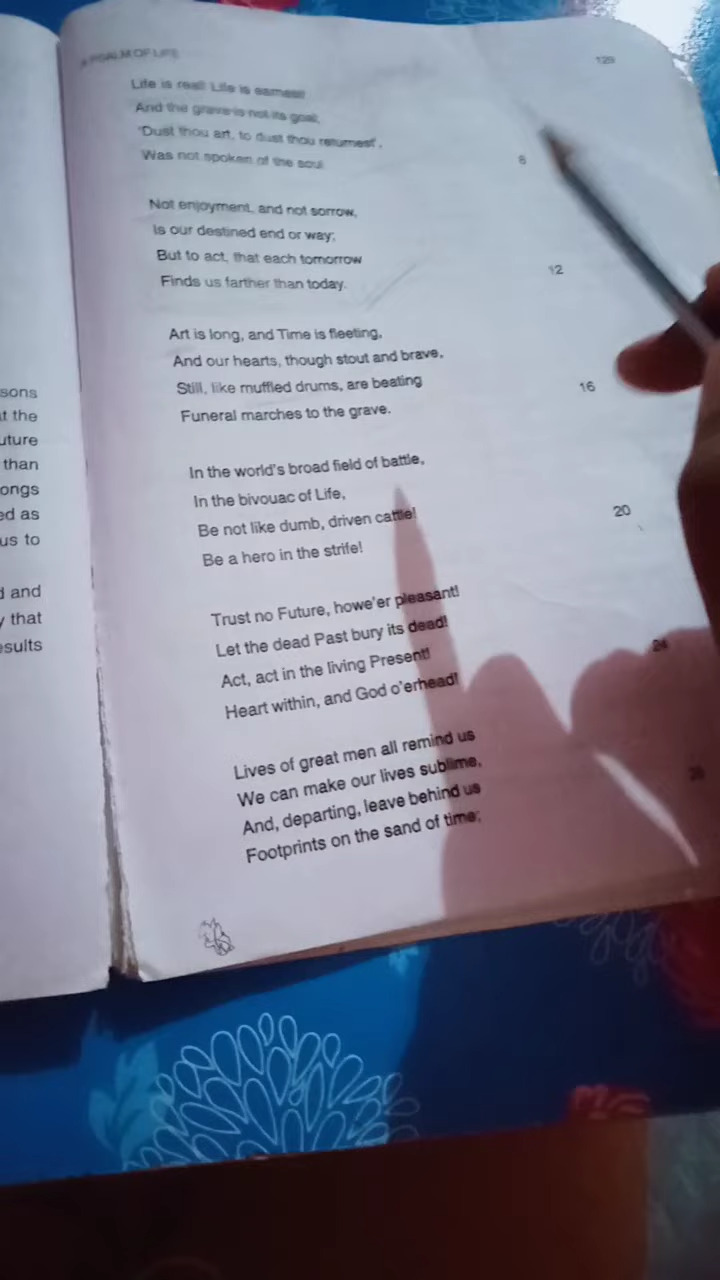 A PSALM OF LIFE 129
Life is real! Life is earnest!
And the grave is not its goal;
'Dust thou art, to dust thou returnest',
Was not spoken of the soul. 8
Not enjoyment, and not sorrow,
Is our destined end or way;
But to act, that each tomorrow 12
Finds us farther than today.
Art is long, and Time is fleeting,
And our hearts, though stout and brave,
Still, like muffled drums, are beating 16
Funeral marches to the grave.
In the world's broad field of battle,
In the bivouac of Life,
Be not like dumb, driven cattle! 20
Be a hero in the strife!
Trust no Future, howe'er pleasant!
Let the dead Past bury its dead!
Act, act in the living Present! 24
Heart within, and God o'erhead!
Lives of great men all remind us
We can make our lives sublime,
And, departing, leave behind us 28
Footprints on the sand of time;
sons
t the
uture
than
ongs
ed as
us to
d and
y that
esults